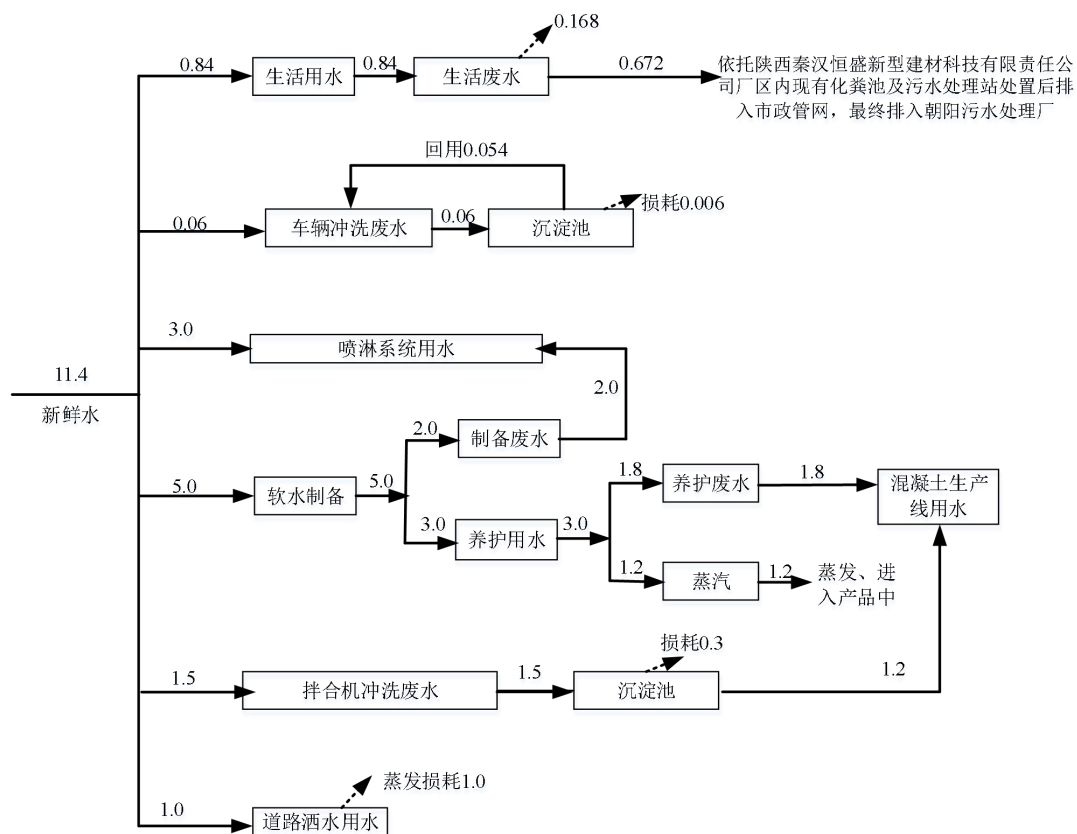 0.168
0.84
生活用水
0.84
生活废水
0.672
依托陕西秦汉恒盛新型建材科技有限责任公
司厂区内现有化粪池及污水处理站处置后排
入市政管网，最终排入朝阳污水处理厂
回用0.054
0.06
车辆冲洗废水
0.06
沉淀池
损耗0.006
3.0
喷淋系统用水
11.4
新鲜水
2.0
2.0
制备废水
5.0
软水制备
5.0
3.0
养护用水
3.0
1.8
养护废水
1.8
混凝土生产
线用水
1.2
蒸汽
1.2
蒸发、进
入产品中
1.5
拌合机冲洗废水
1.5
沉淀池
损耗0.3
1.2
1.0
道路洒水用水
蒸发损耗1.0